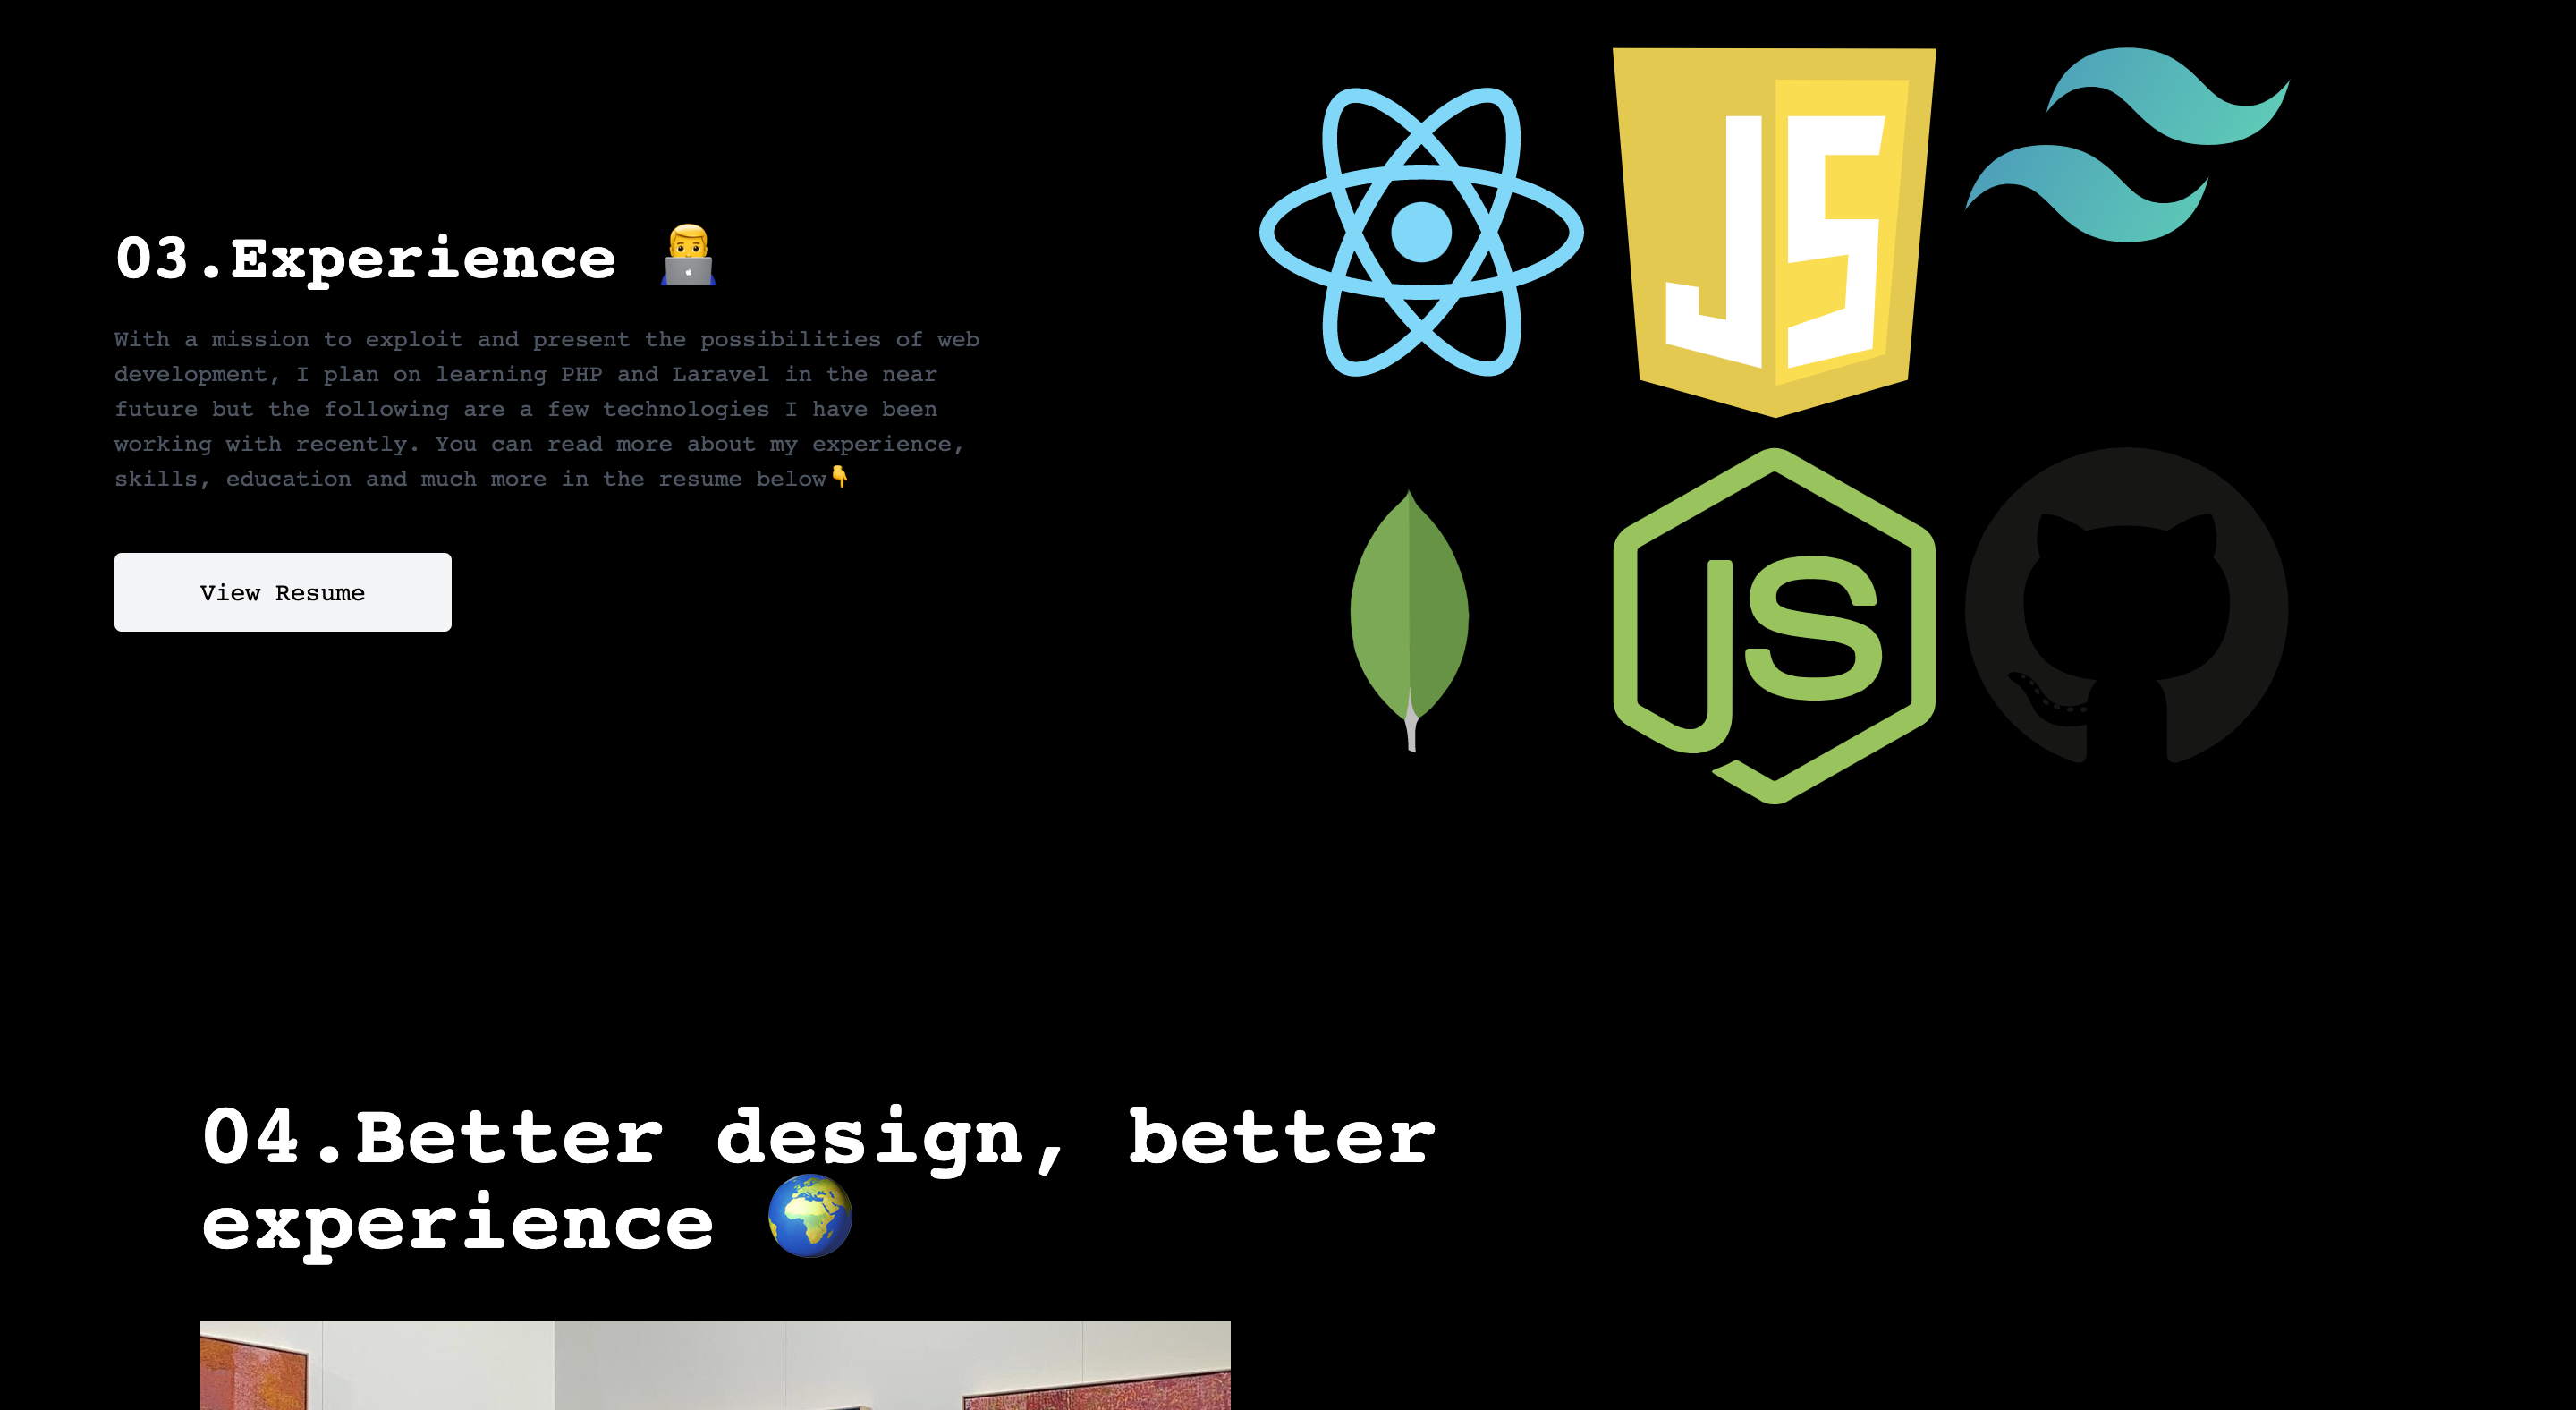 03.Experience 👨‍💻
With a mission to exploit and present the possibilities of web
development, I plan on learning PHP and Laravel in the near
future but the following are a few technologies I have been
working with recently. You can read more about my experience,
skills, education and much more in the resume below👇
View Resume
JS
JS
04.Better design, better
experience 🌍